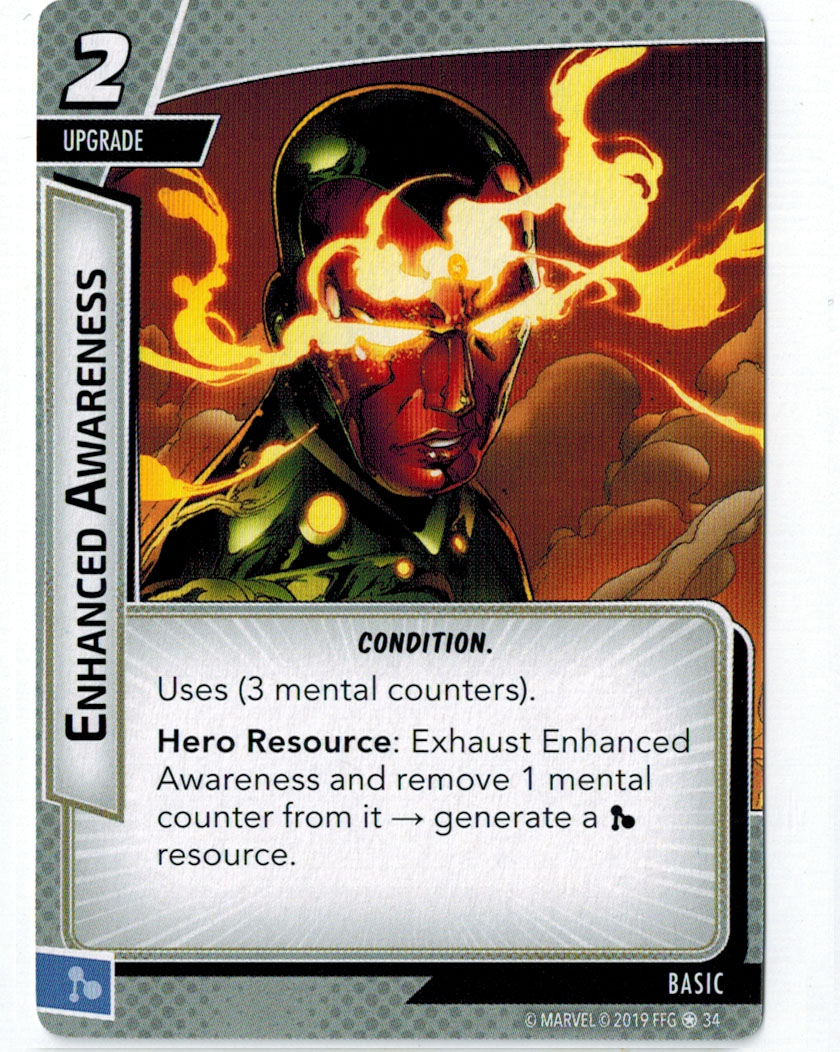 2
UPGRADE
ENHANCED AWARENESS
CONDITION.
Uses (3 mental counters).
Hero Resource: Exhaust Enhanced
Awareness and remove 1 mental
counter from it → generate a
resource.
BASIC
© MARVEL © 2019 FFG 34